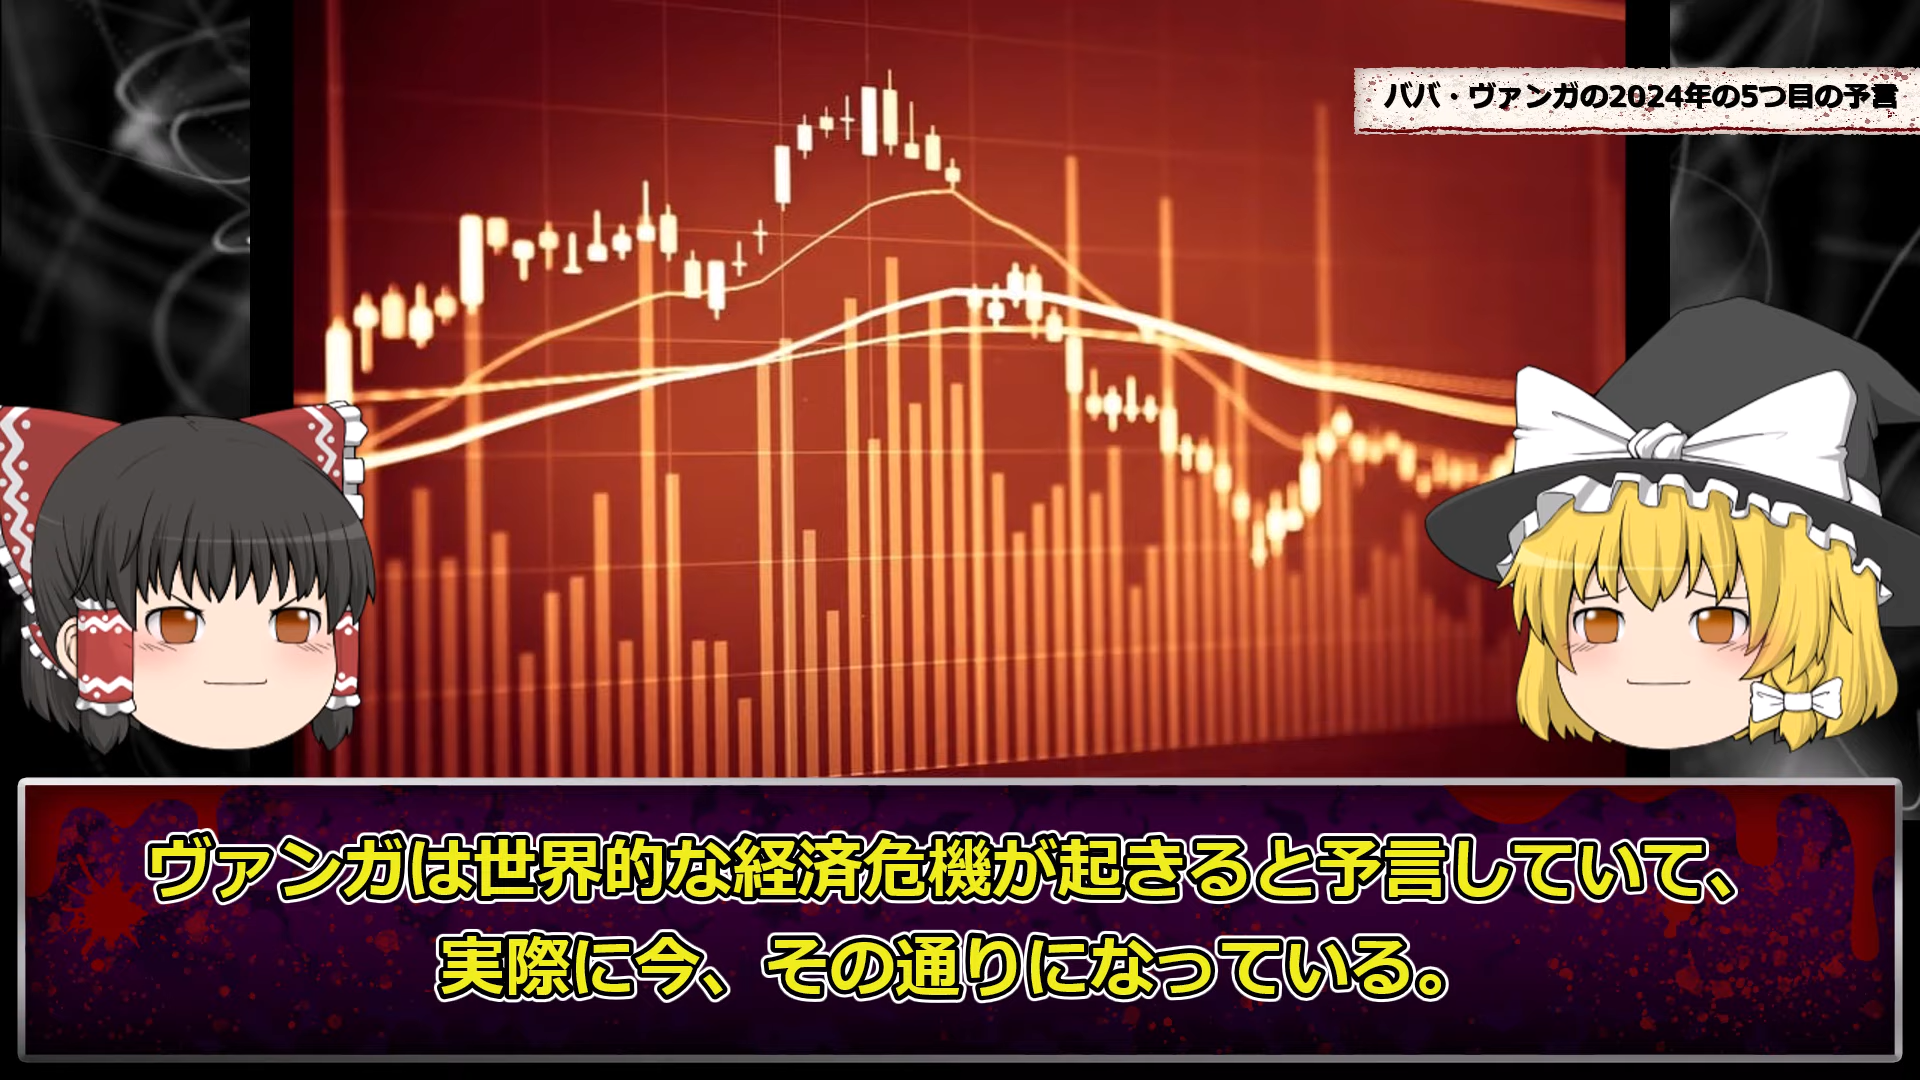 ババ・ヴァンガの2024年の5つ目の予言
ヴァンガは世界的な経済危機が起きると予言していて、
実際に今、その通りになっている。